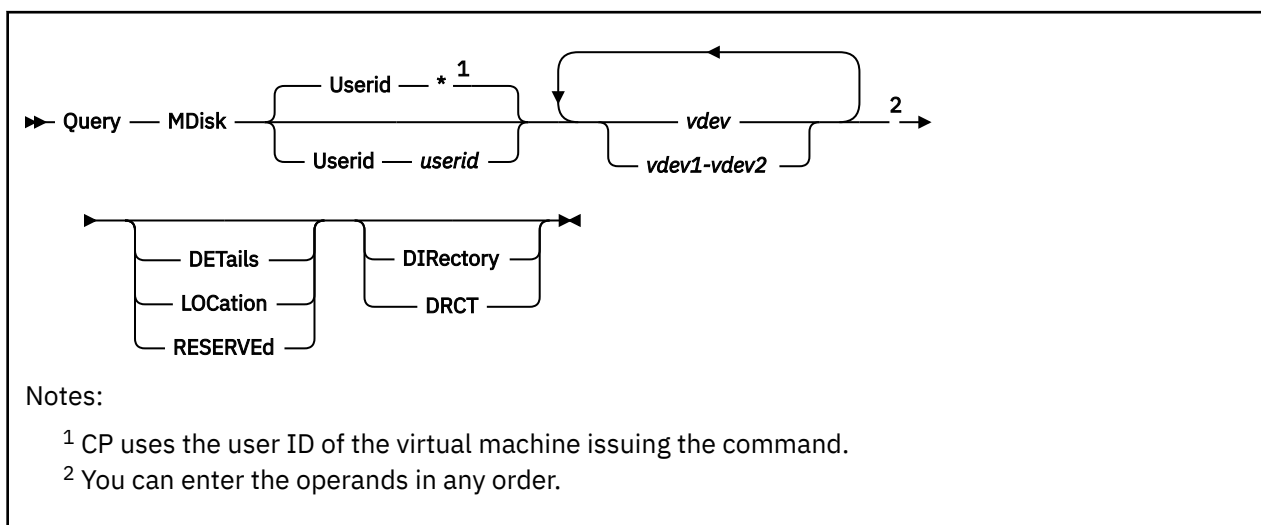 Userid * 1
Query MDisk vdev 2
Userid userid vdev1-vdev2
DETails DIRectory
LOCation DRCT
RESERVEd
Notes:
1 CP uses the user ID of the virtual machine issuing the command.
2 You can enter the operands in any order.